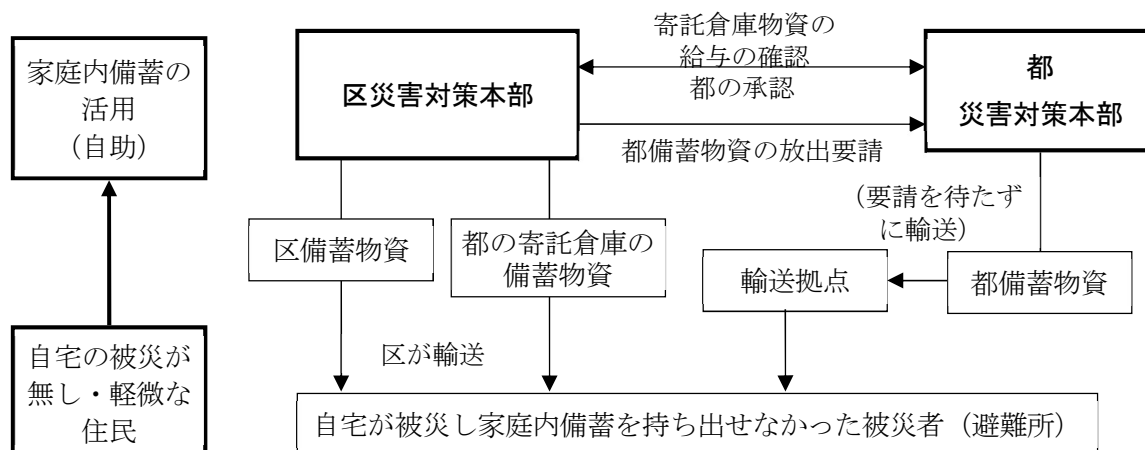 家庭内備蓄の
活用
（自助）
自宅の被災が
無し・軽微な
住民
区災害対策本部
寄託倉庫物資の
給与の確認
都の承認
都備蓄物資の放出要請
都
災害対策本部
（要請を待たず
に輸送）
区備蓄物資
都の寄託倉庫の
備蓄物資
輸送拠点
都備蓄物資
区が輸送
自宅が被災し家庭内備蓄を持ち出せなかった被災者（避難所）